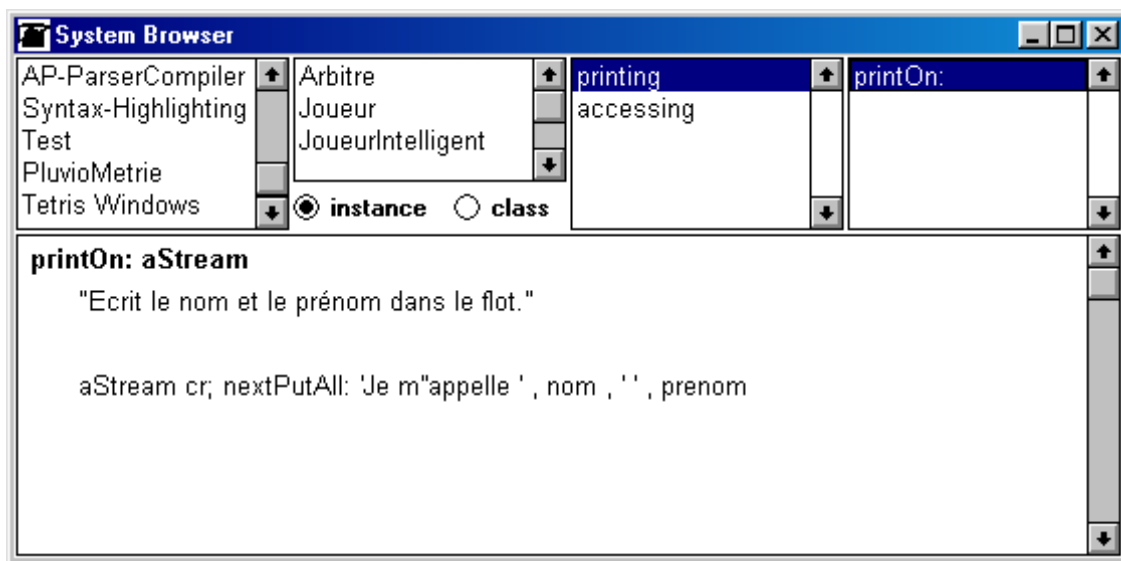 System Browser
AP-ParserCompiler
Syntax-Highlighting
Test
PluvioMetrie
Tetris Windows
Arbitre
Joueur
JoueurIntelligent
instance class
printing
accessing
printOn:
printOn: aStream
"Ecrit le nom et le prénom dans le flot."
aStream cr; nextPutAll: 'Je m''appelle ' , nom , ' ' , prenom